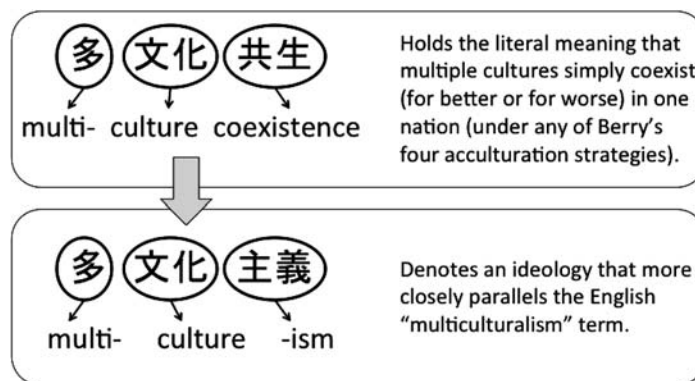 多 文化 共生
multi- culture coexistence
Holds the literal meaning that
multiple cultures simply coexist
(for better or for worse) in one
nation (under any of Berry’s
four acculturation strategies).
多 文化 主義
multi- culture -ism
Denotes an ideology that more
closely parallels the English
“multiculturalism” term.